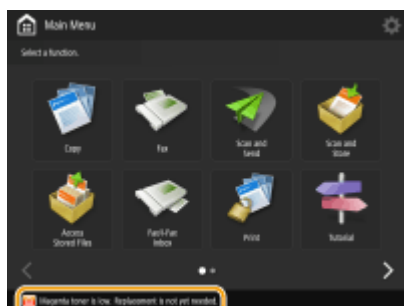 Main Menu
Select a function.
Copy
Fax
Scan and
Send
Scan and
Store
Access
Stored Files
Fax/I-Fax
Inbox
Print
Tutorial
Magenta toner is low. Replacement is not yet needed.